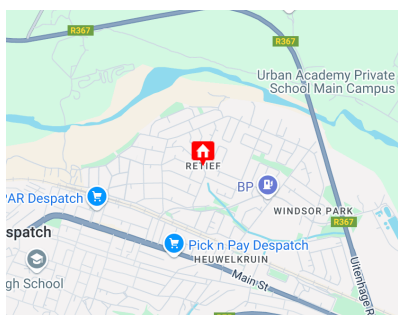 R367
R367
Urban Academy Private
School Main Campus
RETIEF
BP
PAR Despatch
WINDSOR PARK
R367
spatch
Pick n Pay Despatch
HEUWELKRUIN
gh School
Main St
Uitenhage R